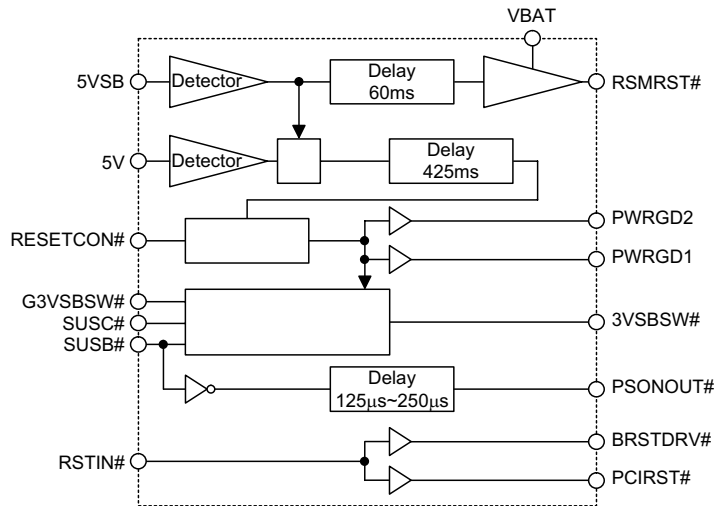 VBAT
5VSB
Detector
Delay
60ms
RSMRST#
5V
Detector
Delay
425ms
RESETCON#
PWRGD2
PWRGD1
G3VSBSW#
SUSC#
SUSB#
3VSBSW#
Delay
125μs~250μs
PSONOUT#
RSTIN#
BRSTDRV#
PCIRST#